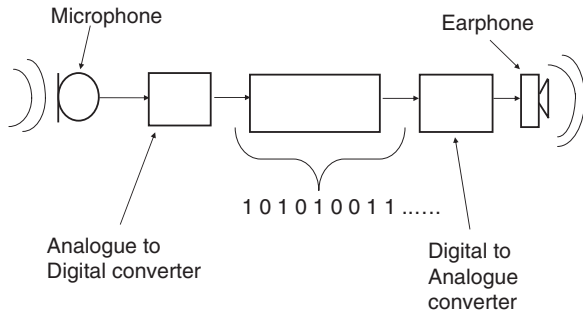 Microphone
Earphone
1 0 1 0 1 0 0 1 1 ......
Analogue to
Digital converter
Digital to
Analogue
converter